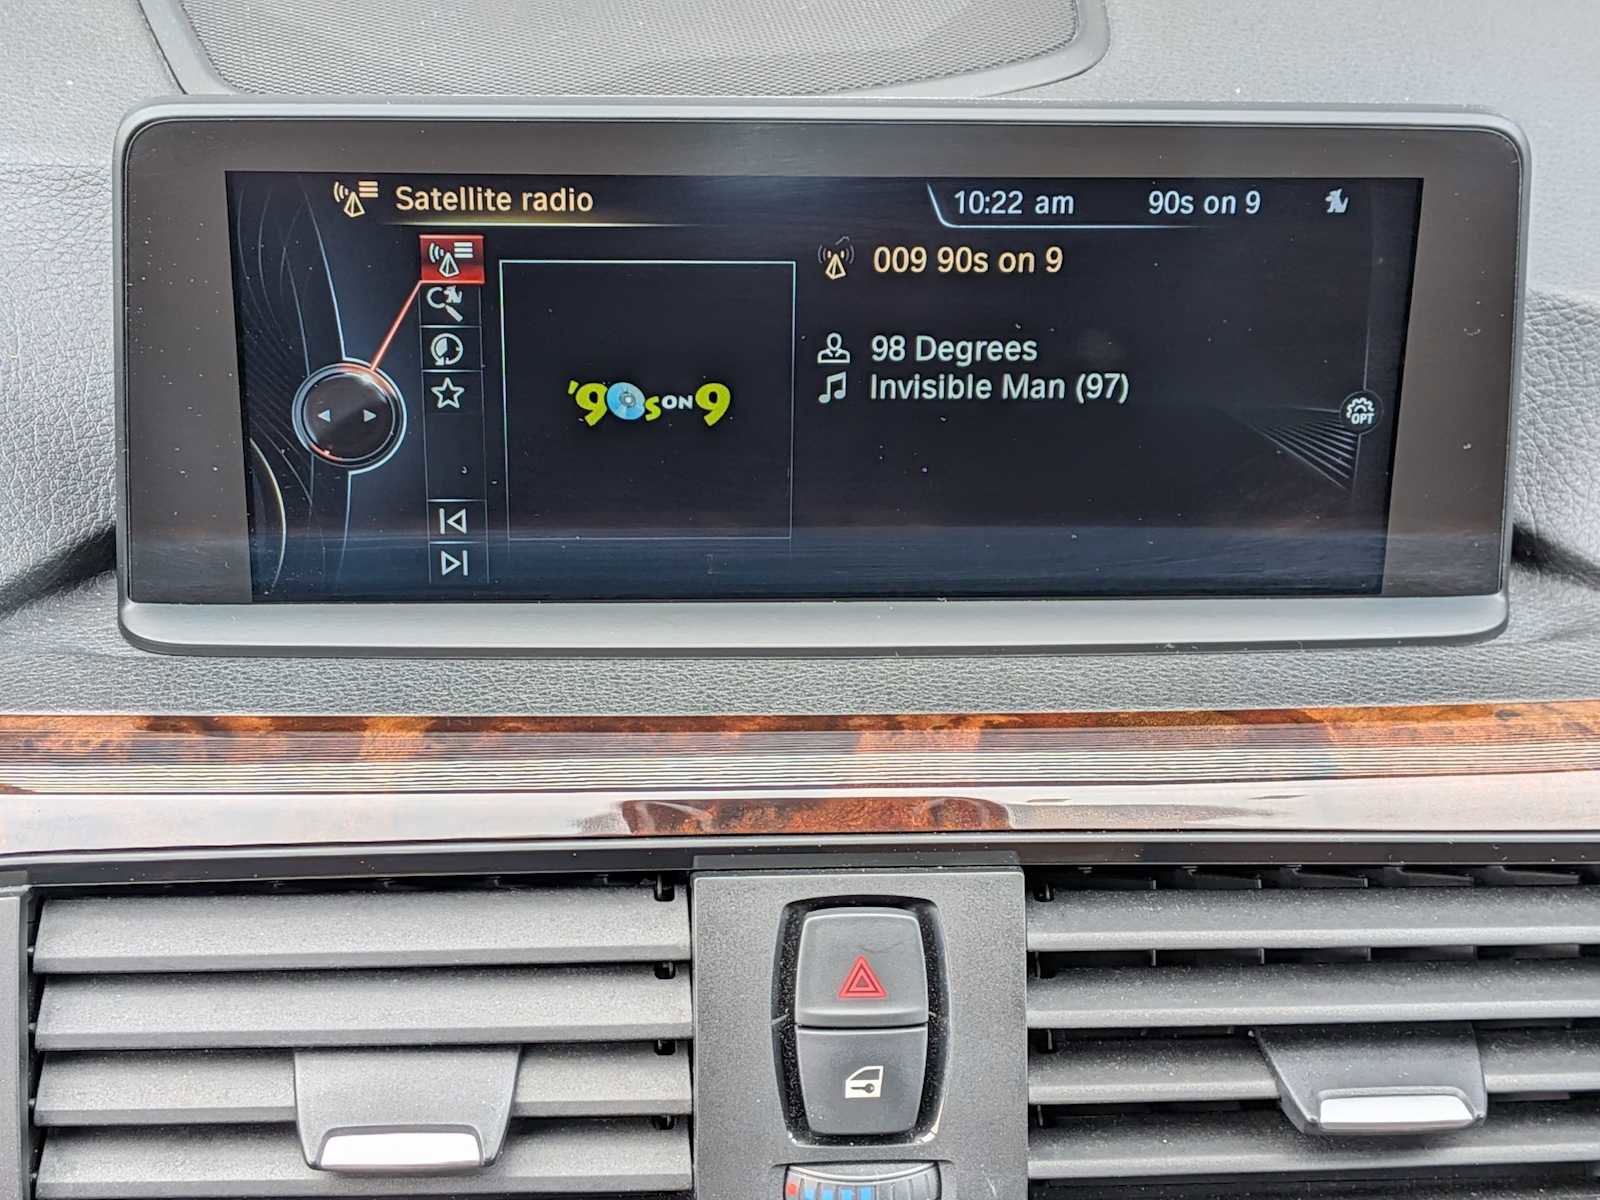 Satellite radio
10:22 am
90s on 9
009 90s on 9
98 Degrees
Invisible Man (97)
'90s ON 9
OPT